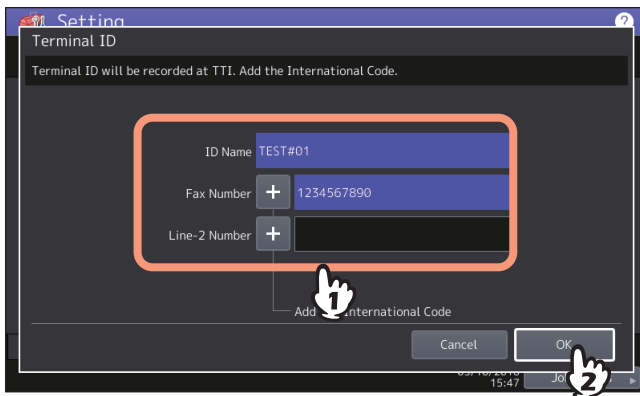 Setting
?
Terminal ID
Terminal ID will be recorded at TTI. Add the International Code.
ID Name TEST#01
Fax Number + 1234567890
Line-2 Number +
1
Add International Code
Cancel OK
15:47
2